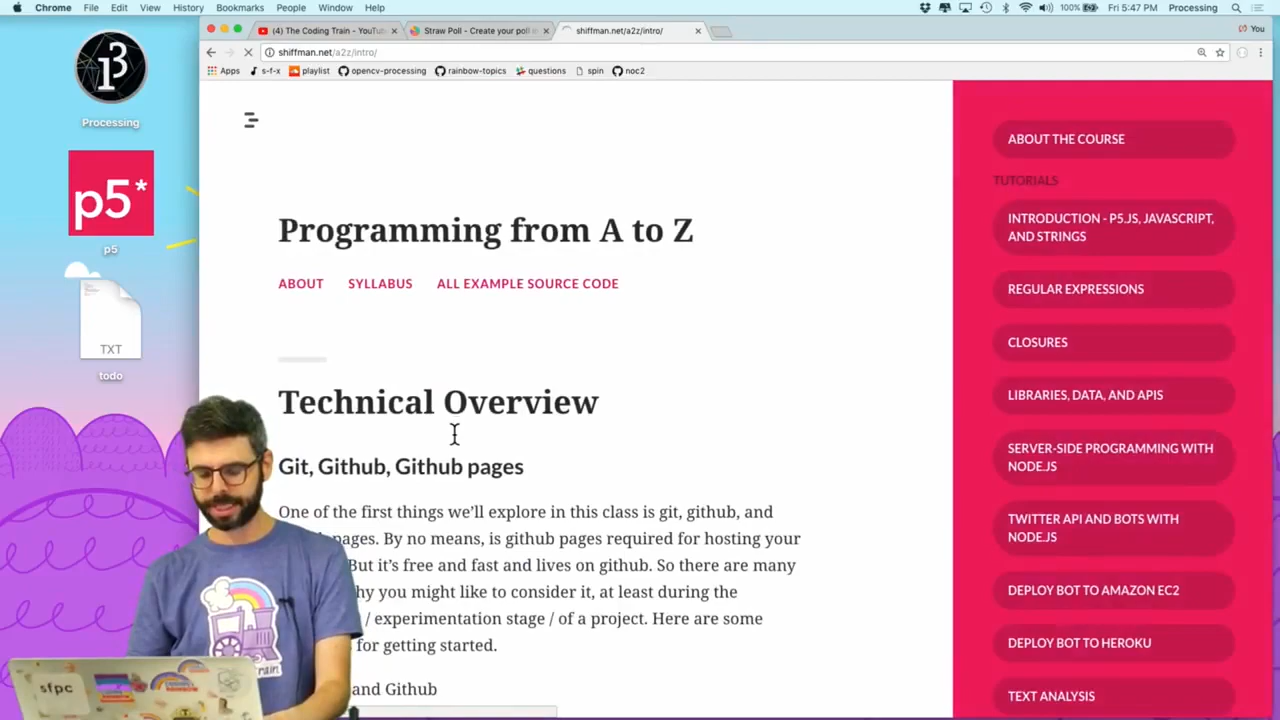 Chrome File Edit View History Bookmarks People Window Help 100% Fri 5:47 PM Processing
(4) The Coding Train - YouTu
Straw Poll - Create your poll
shiffman.net/a2z/intro/
You
shiffman.net/a2z/intro/
Apps s-f-x playlist opencv-processing rainbow-topics questions spin noc2
Processing
p5*
p5
TXT
todo
Programming from A to Z
ABOUT SYLLABUS ALL EXAMPLE SOURCE CODE
Technical Overview
Git, Github, Github pages
One of the first things we’ll explore in this class is git, github, and
pages. By no means, is github pages required for hosting your
But it’s free and fast and lives on github. So there are many
you might like to consider it, at least during the
/ experimentation stage / of a project. Here are some
for getting started.
and Github
ABOUT THE COURSE
TUTORIALS
INTRODUCTION - P5.JS, JAVASCRIPT,
AND STRINGS
REGULAR EXPRESSIONS
CLOSURES
LIBRARIES, DATA, AND APIS
SERVER-SIDE PROGRAMMING WITH
NODE.JS
TWITTER API AND BOTS WITH
NODE.JS
DEPLOY BOT TO AMAZON EC2
DEPLOY BOT TO HEROKU
TEXT ANALYSIS
sfpc